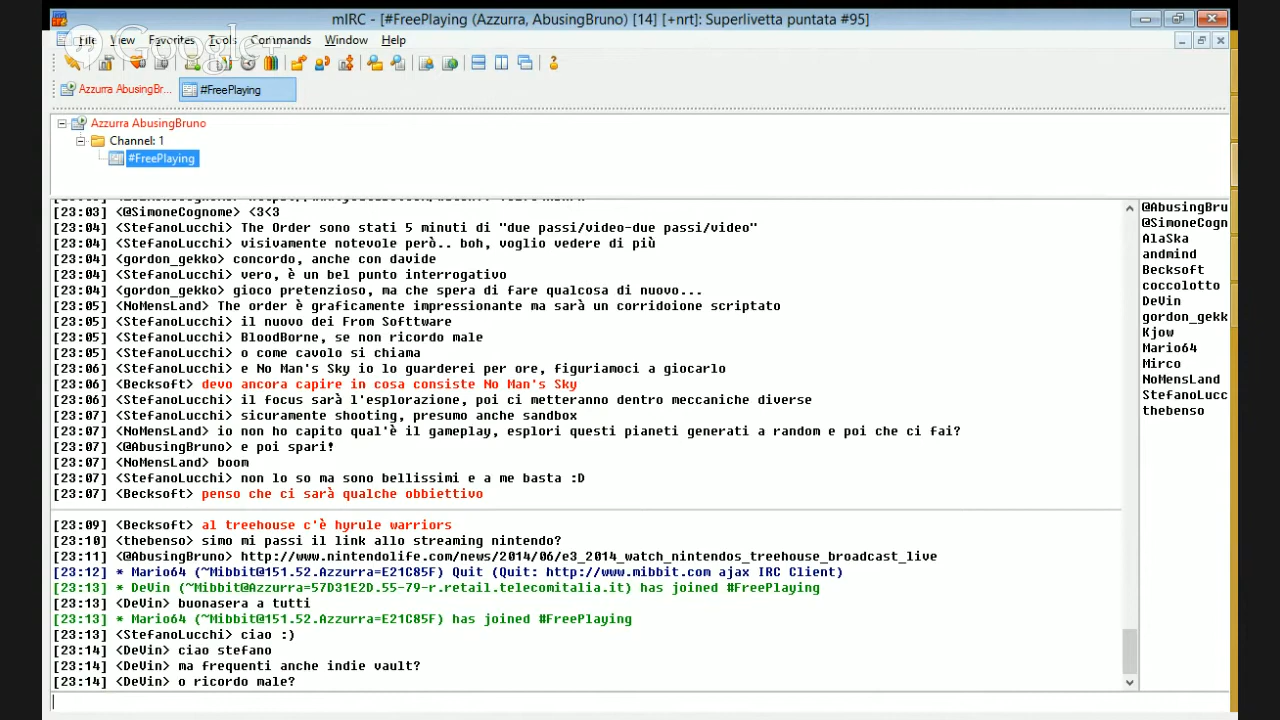 mIRC - [#FreePlaying (Azzurra, AbusingBruno) [14] [+nrt]: Superlivetta puntata #95]
File View Favorites Tools Commands Window Help
Google+
Azzurra AbusingBr... #FreePlaying
Azzurra AbusingBruno
Channel: 1
#FreePlaying
[23:03] <@SimoneCognome> <3<3
[23:04] <StefanoLucchi> The Order sono stati 5 minuti di "due passi/video-due passi/video"
[23:04] <StefanoLucchi> visivamente notevole però.. boh, voglio vedere di più
[23:04] <gordon_gekko> concordo, anche con davide
[23:04] <StefanoLucchi> vero, è un bel punto interrogativo
[23:04] <gordon_gekko> gioco pretenzioso, ma che spera di fare qualcosa di nuovo...
[23:05] <NoMensLand> The order è graficamente impressionante ma sarà un corridoione scriptato
[23:05] <StefanoLucchi> il nuovo dei From Softtware
[23:05] <StefanoLucchi> BloodBorne, se non ricordo male
[23:05] <StefanoLucchi> o come cavolo si chiama
[23:06] <StefanoLucchi> e No Man's Sky io lo guarderei per ore, figuriamoci a giocarlo
[23:06] <Becksoft> devo ancora capire in cosa consiste No Man's Sky
[23:06] <StefanoLucchi> il focus sarà l'esplorazione, poi ci metteranno dentro meccaniche diverse
[23:07] <StefanoLucchi> sicuramente shooting, presumo anche sandbox
[23:07] <NoMensLand> io non ho capito qual'è il gameplay, esplori questi pianeti generati a random e poi che ci fai?
[23:07] <@AbusingBruno> e poi spari!
[23:07] <NoMensLand> boom
[23:07] <StefanoLucchi> non lo so ma sono bellissimi e a me basta :D
[23:07] <Becksoft> penso che ci sarà qualche obbiettivo
[23:09] <Becksoft> al treehouse c'è hyrule warriors
[23:10] <thebenso> simo mi passi il link allo streaming nintendo?
[23:11] <@AbusingBruno> http://www.nintendolife.com/news/2014/06/e3_2014_watch_nintendos_treehouse_broadcast_live
[23:12] * Mario64 (~Mibbit@151.52.Azzurra=E21C85F) Quit (Quit: http://www.mibbit.com ajax IRC Client)
[23:13] * DeVin (~Mibbit@Azzurra=57D31E2D.55-79-r.retail.telecomitalia.it) has joined #FreePlaying
[23:13] <DeVin> buonasera a tutti
[23:13] * Mario64 (~Mibbit@151.52.Azzurra=E21C85F) has joined #FreePlaying
[23:13] <StefanoLucchi> ciao :)
[23:14] <DeVin> ciao stefano
[23:14] <DeVin> ma frequenti anche indie vault?
[23:14] <DeVin> o ricordo male?
@AbusingBru
@SimoneCogn
AlaSka
andmind
Becksoft
coccolotto
DeVin
gordon_gekk
Kjow
Mario64
Mirco
NoMensLand
StefanoLucc
thebenso